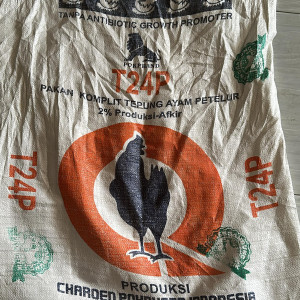 TANPA ANTIBIOTIC GROWTH PROMOTER
POKPHAND
T24P
PAKAN KOMPLIT TEPUNG AYAM PETELUR
2% Produksi-Afkir
T24P
T24P
PRODUKSI
CHAROEN POKPHAND INDONESIA